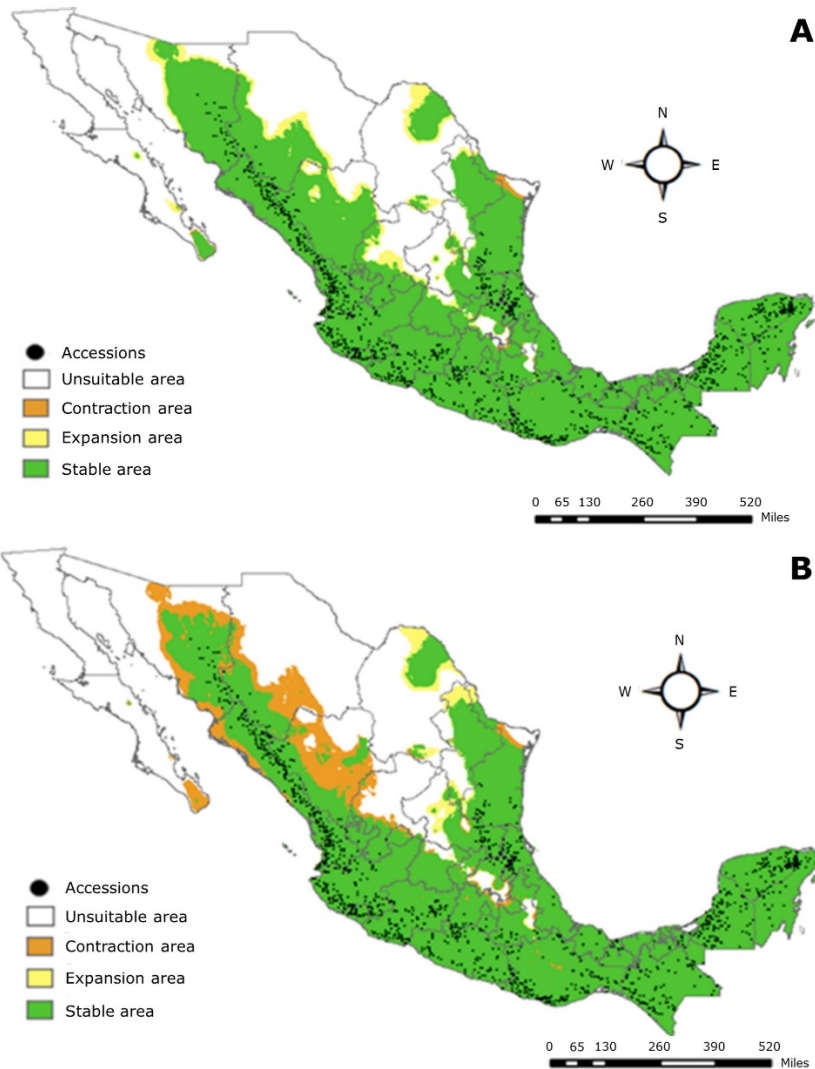 A
N
W E
S
Accessions
Unsuitable area
Contraction area
Expansion area
Stable area
0 65 130 260 390 520
Miles
B
N
W E
S
Accessions
Unsuitable area
Contraction area
Expansion area
Stable area
0 65 130 260 390 520
Miles